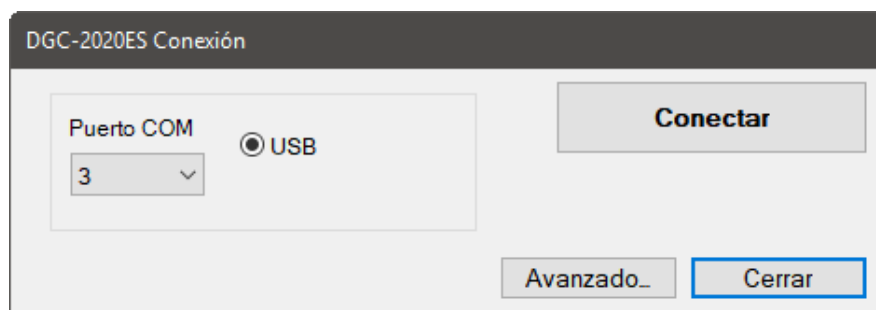 DGC-2020ES Conexión
Puerto COM
3
USB
Conectar
Avanzado...
Cerrar